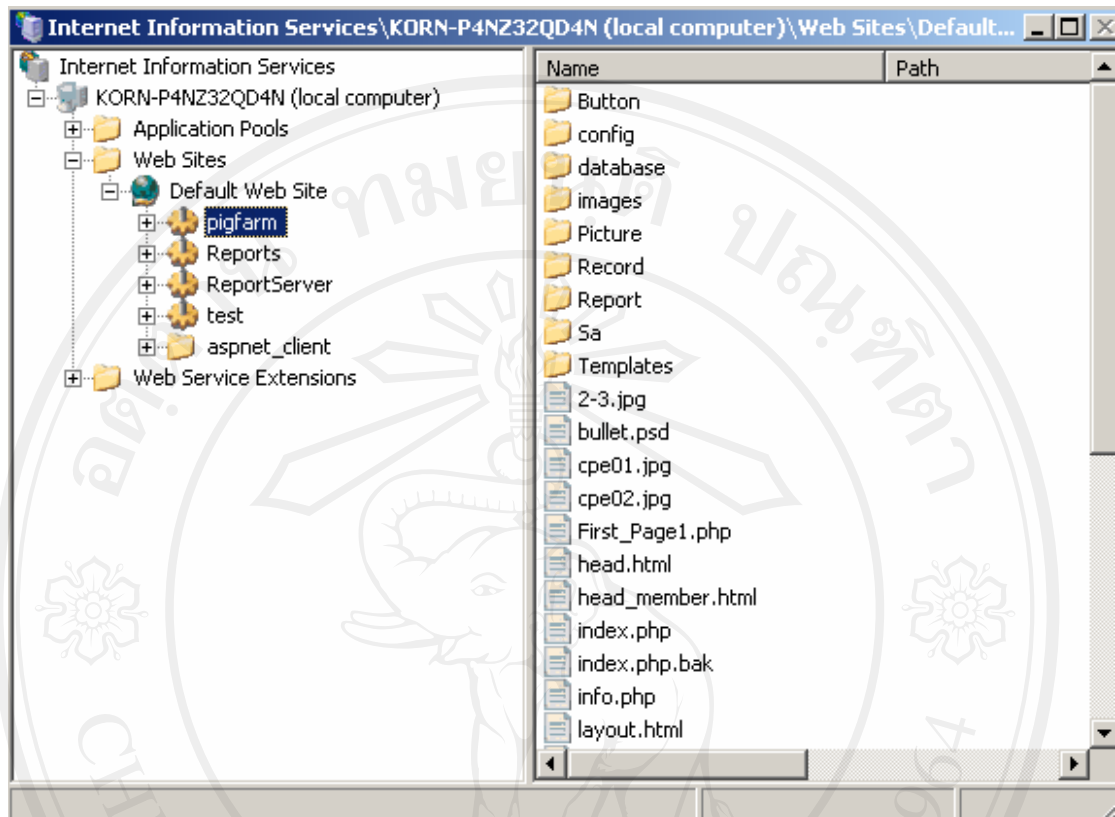 Internet Information Services\KORN-P4NZ32QD4N (local computer)\Web Sites\Default...
Internet Information Services
KORN-P4NZ32QD4N (local computer)
Application Pools
Web Sites
Default Web Site
pigfarm
Reports
ReportServer
test
aspnet_client
Web Service Extensions
Name Path
Button
config
database
images
Picture
Record
Report
Sa
Templates
2-3.jpg
bullet.psd
cpe01.jpg
cpe02.jpg
First_Page1.php
head.html
head_member.html
index.php
index.php.bak
info.php
layout.html
964